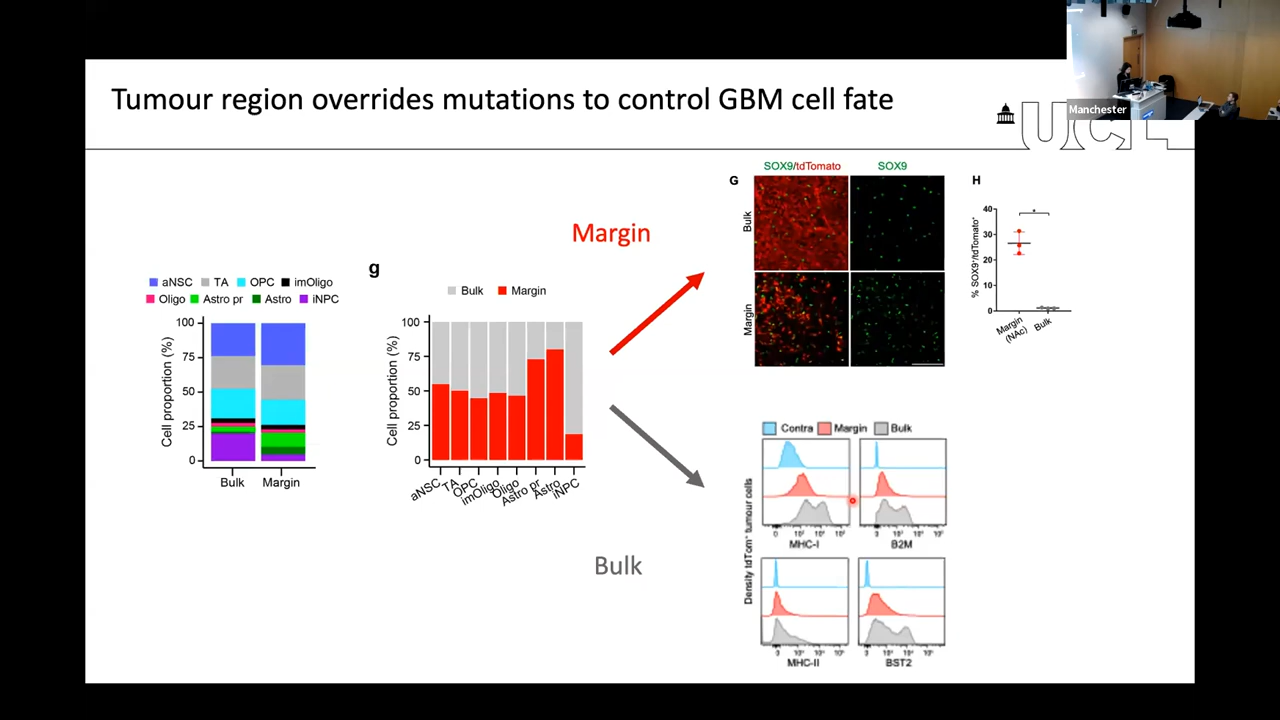 Tumour region overrides mutations to control GBM cell fate
Manchester
UCL
Margin
Bulk
aNSC TA OPC imOligo
Oligo Astro pr Astro iNPC
Cell proportion (%)
100
75
50
25
0
Bulk Margin
g
Bulk Margin
Cell proportion (%)
100
75
50
25
0
aNSC TA OPC imOligo Oligo Astro pr Astro iNPC
G
SOX9/tdTomato SOX9
Bulk
Margin
H
% SOX9+/tdTomato+
40
30
20
10
0
*
Margin (NAc) Bulk
Contra Margin Bulk
Density tdTom+ tumour cells
MHC-I B2M
MHC-II BST2